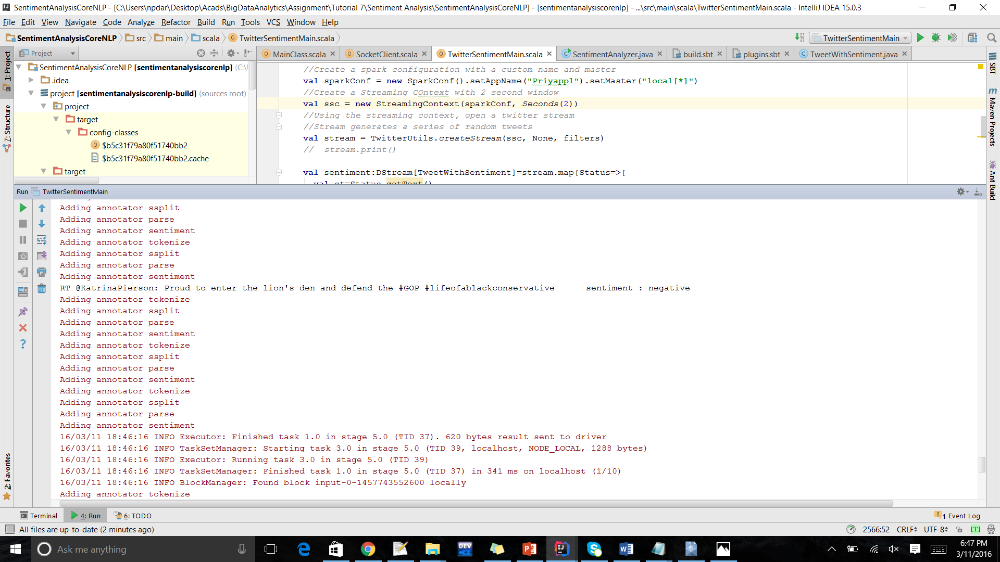 SentimentAnalysisCoreNLP - [C:\Users\npdar\Desktop\Acads\BigDataAnalytics\Assignment\Tutorial 7\Sentiment Analysis\SentimentAnalysisCoreNLP] - [sentimentanalysiscorenlp] - ...\src\main\scala\TwitterSentimentMain.scala - IntelliJ IDEA 15.0.3
File Edit View Navigate Code Analyze Refactor Build Run Tools VCS Window Help
SentimentAnalysisCoreNLP src main scala TwitterSentimentMain.scala TwitterSentimentMain
Project
MainClass.scala SocketClient.scala TwitterSentimentMain.scala SentimentAnalyzer.java build.sbt plugins.sbt TweetWithSentiment.java
1: Project
7: Structure
2: Favorites
SentimentAnalysisCoreNLP [sentimentanalysiscorenlp] (C:\
.idea
project [sentimentanalysiscorenlp-build] (sources root)
project
target
config-classes
$b5c31f79a80f51740bb2
$b5c31f79a80f51740bb2.cache
target
//Create a spark configuration with a custom name and master
val sparkConf = new SparkConf().setAppName("Priyapp1").setMaster("local[*]")
//Create a Streaming COntext with 2 second window
val ssc = new StreamingContext(sparkConf, Seconds(2))
//Using the streaming context, open a twitter stream
//Stream generates a series of random tweets
val stream = TwitterUtils.createStream(ssc, None, filters)
//  stream.print()
val sentiment:DStream[TweetWithSentiment]=stream.map{Status=>{
val st=Status.getText()
SBT
Maven Projects
Ant Build
Run TwitterSentimentMain
Adding annotator ssplit
Adding annotator parse
Adding annotator sentiment
Adding annotator tokenize
Adding annotator ssplit
Adding annotator parse
Adding annotator sentiment
RT @KatrinaPierson: Proud to enter the lion's den and defend the #GOP #lifeofablackconservative      sentiment : negative
Adding annotator tokenize
Adding annotator ssplit
Adding annotator parse
Adding annotator sentiment
Adding annotator tokenize
Adding annotator ssplit
Adding annotator parse
Adding annotator sentiment
Adding annotator tokenize
Adding annotator ssplit
Adding annotator parse
Adding annotator sentiment
16/03/11 18:46:16 INFO Executor: Finished task 1.0 in stage 5.0 (TID 37). 620 bytes result sent to driver
16/03/11 18:46:16 INFO TaskSetManager: Starting task 3.0 in stage 5.0 (TID 39, localhost, NODE_LOCAL, 1288 bytes)
16/03/11 18:46:16 INFO Executor: Running task 3.0 in stage 5.0 (TID 39)
16/03/11 18:46:16 INFO TaskSetManager: Finished task 1.0 in stage 5.0 (TID 37) in 341 ms on localhost (1/10)
16/03/11 18:46:16 INFO BlockManager: Found block input-0-1457743552600 locally
Adding annotator tokenize
Terminal 4: Run 6: TODO 1 Event Log
All files are up-to-date (2 minutes ago) 2566:52 CRLF UTF-8 [T]
Ask me anything DEV 6:47 PM
3/11/2016